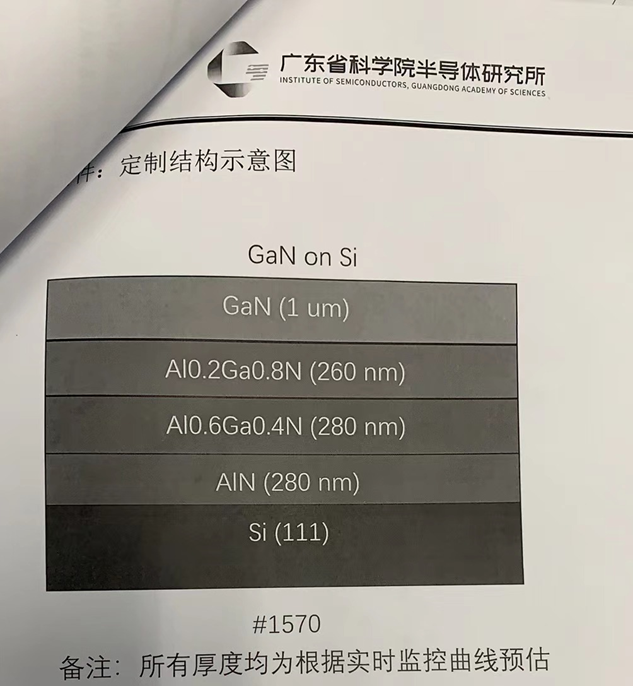 广东省科学院半导体研究所
INSTITUTE OF SEMICONDUCTORS, GUANGDONG ACADEMY OF SCIENCES
件：定制结构示意图
GaN on Si
GaN (1 um)
Al0.2Ga0.8N (260 nm)
Al0.6Ga0.4N (280 nm)
AlN (280 nm)
Si (111)
#1570
备注：所有厚度均为根据实时监控曲线预估